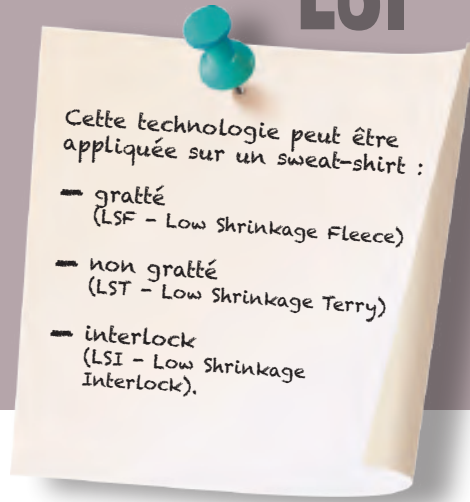 Cette technologie peut être
appliquée sur un sweat-shirt :
– gratté
(LSF - Low Shrinkage Fleece)
– non gratté
(LST - Low Shrinkage Terry)
– interlock
(LSI - Low Shrinkage
Interlock).